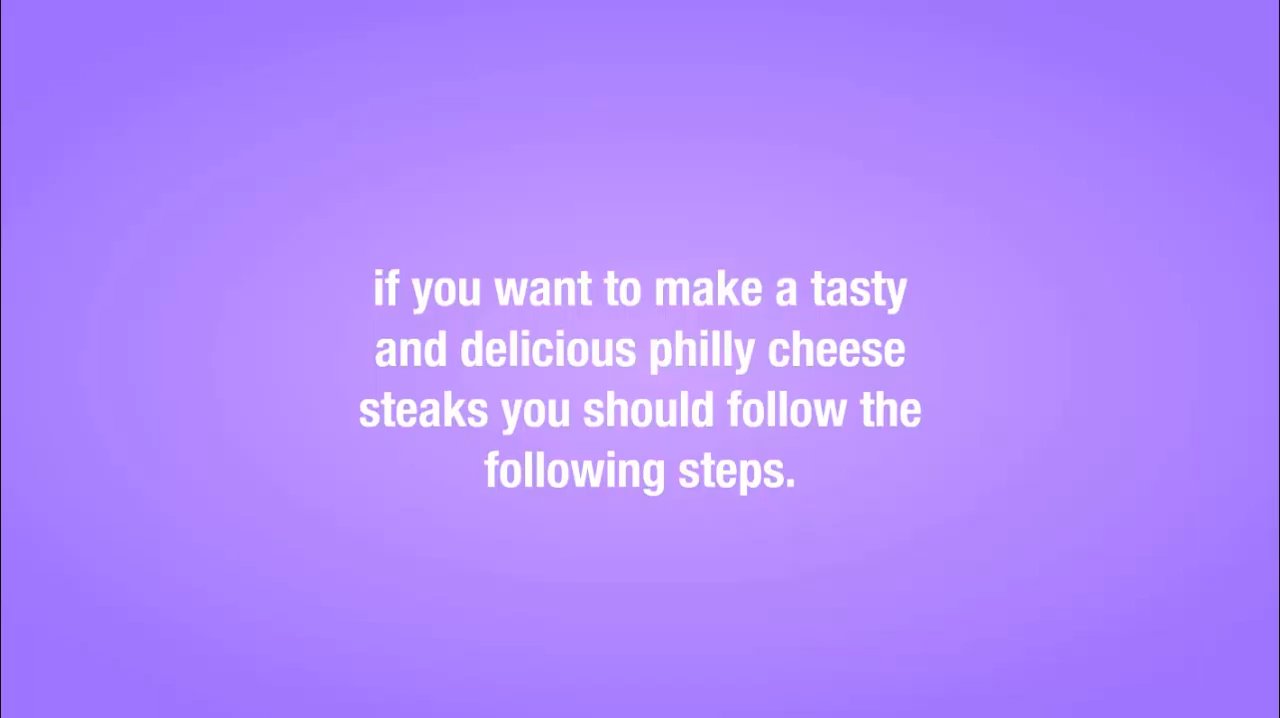 if you want to make a tasty
and delicious philly cheese
steaks you should follow the
following steps.